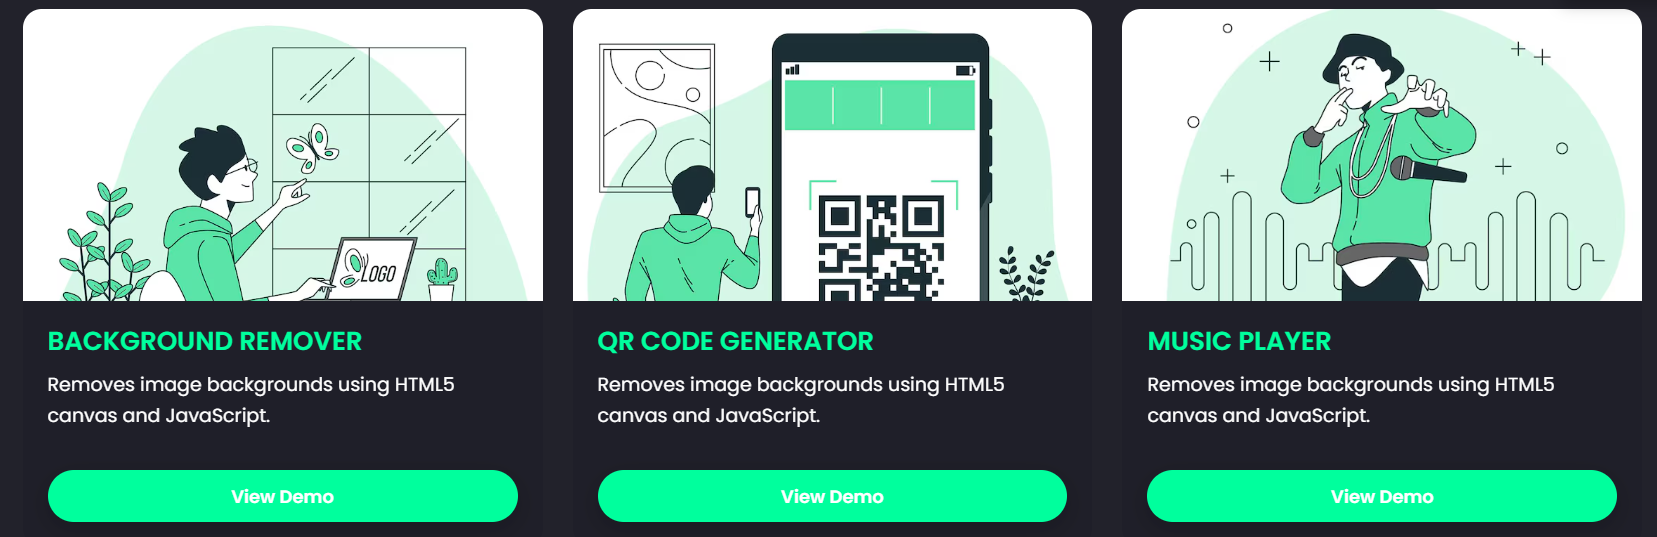 LOGO
BACKGROUND REMOVER
Removes image backgrounds using HTML5
canvas and JavaScript.
View Demo
QR CODE GENERATOR
Removes image backgrounds using HTML5
canvas and JavaScript.
View Demo
MUSIC PLAYER
Removes image backgrounds using HTML5
canvas and JavaScript.
View Demo